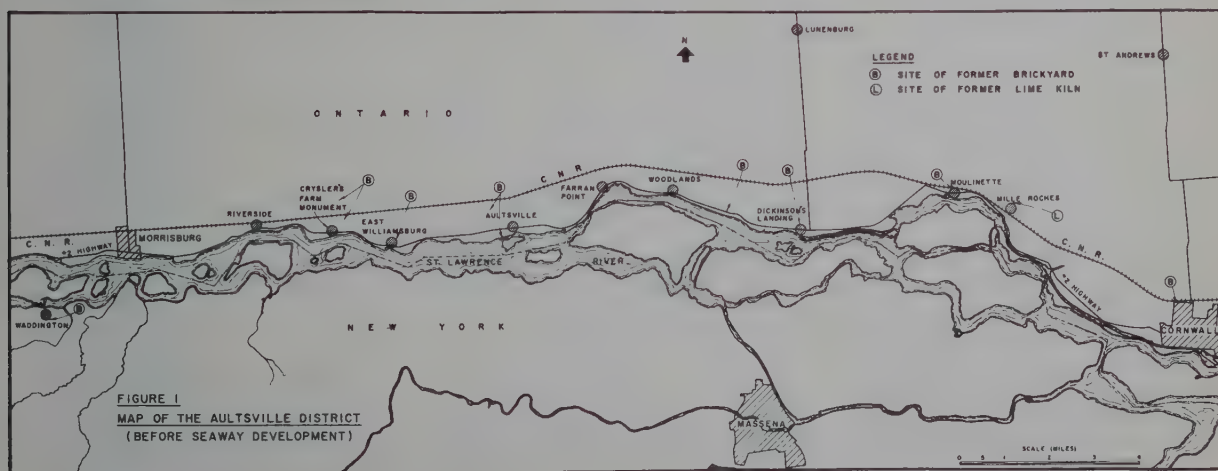 LUNENBURG
N
LEGEND
ST ANDREWS
Ⓑ SITE OF FORMER BRICKYARD
Ⓛ SITE OF FORMER LIME KILN
ONTARIO
C. N. R.
B
B
B
B
B
B
FARRAN
POINT
WOODLANDS
MOULINETTE
CRYSLER'S
FARM
MONUMENT
B
RIVERSIDE
EAST
WILLIAMSBURG
AULTSVILLE
DICKINSON'S
LANDING
MILLE ROCHES
L
C. N. R.
#2 HIGHWAY
MORRISBURG
C. N. R.
ST. LAWRENCE RIVER
#2 HIGHWAY
B
CORNWALL
WADDINGTON
B
NEW YORK
FIGURE 1
MAP OF THE AULTSVILLE DISTRICT
(BEFORE SEAWAY DEVELOPMENT)
MASSENA
SCALE (MILES)